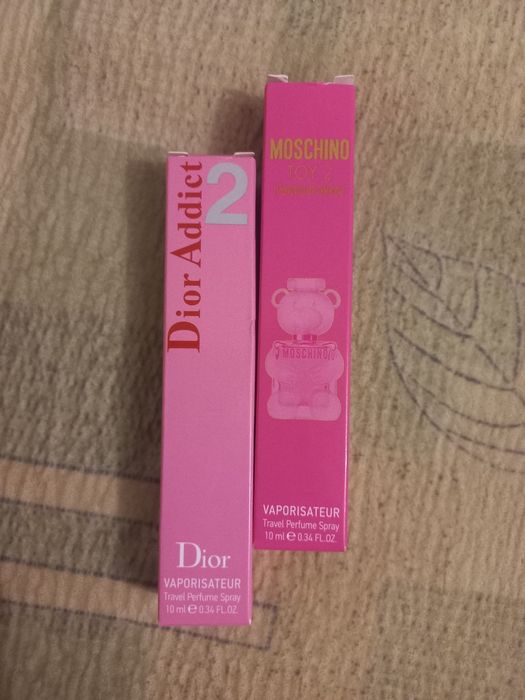 Dior Addict
2
Dior
VAPORISATEUR
Travel Perfume Spray
10 ml ℮ 0.34 FL.OZ.
MOSCHINO
TOY 2
MOSCHINO
VAPORISATEUR
Travel Perfume Spray
10 ml ℮ 0.34 FL.OZ.